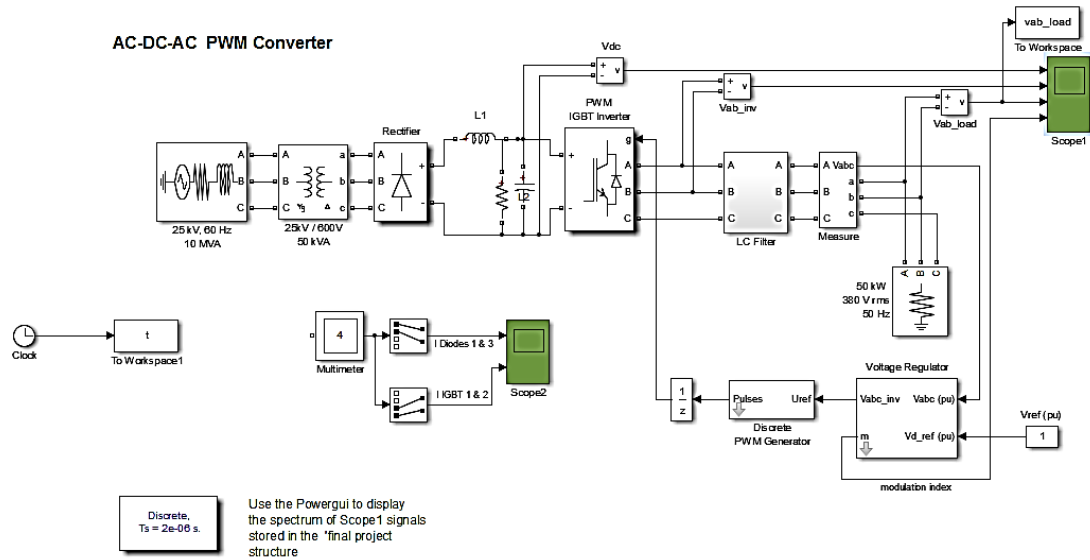 AC-DC-AC PWM Converter
vab_load
To Workspace
Vdc
+
-
v
+
-
v
Vab_inv
+
-
v
Vab_load
Scope1
L1
PWM
IGBT Inverter
Rectifier
A
B
C
25 kV, 60 Hz
10 MVA
A
B
C
a
b
c
Yg
Δ
25kV / 600V
50 kVA
A
B
C
+
-
+
L2
g
+
-
A
B
C
A
B
C
A
B
C
LC Filter
A
B
C
Vabc
a
b
c
Measure
A
B
C
50 kW
380 V rms
50 Hz
Clock
t
To Workspace1
4
Multimeter
I Diodes 1 & 3
I IGBT 1 & 2
Scope2
1
z
Pulses
Uref
Discrete
PWM Generator
Voltage Regulator
Vabc_inv
Vabc (pu)
m
Vd_ref (pu)
Vref (pu)
1
modulation index
Discrete,
Ts = 2e-06 s.
Use the Powergui to display
the spectrum of Scope1 signals
stored in the 'final project
structure